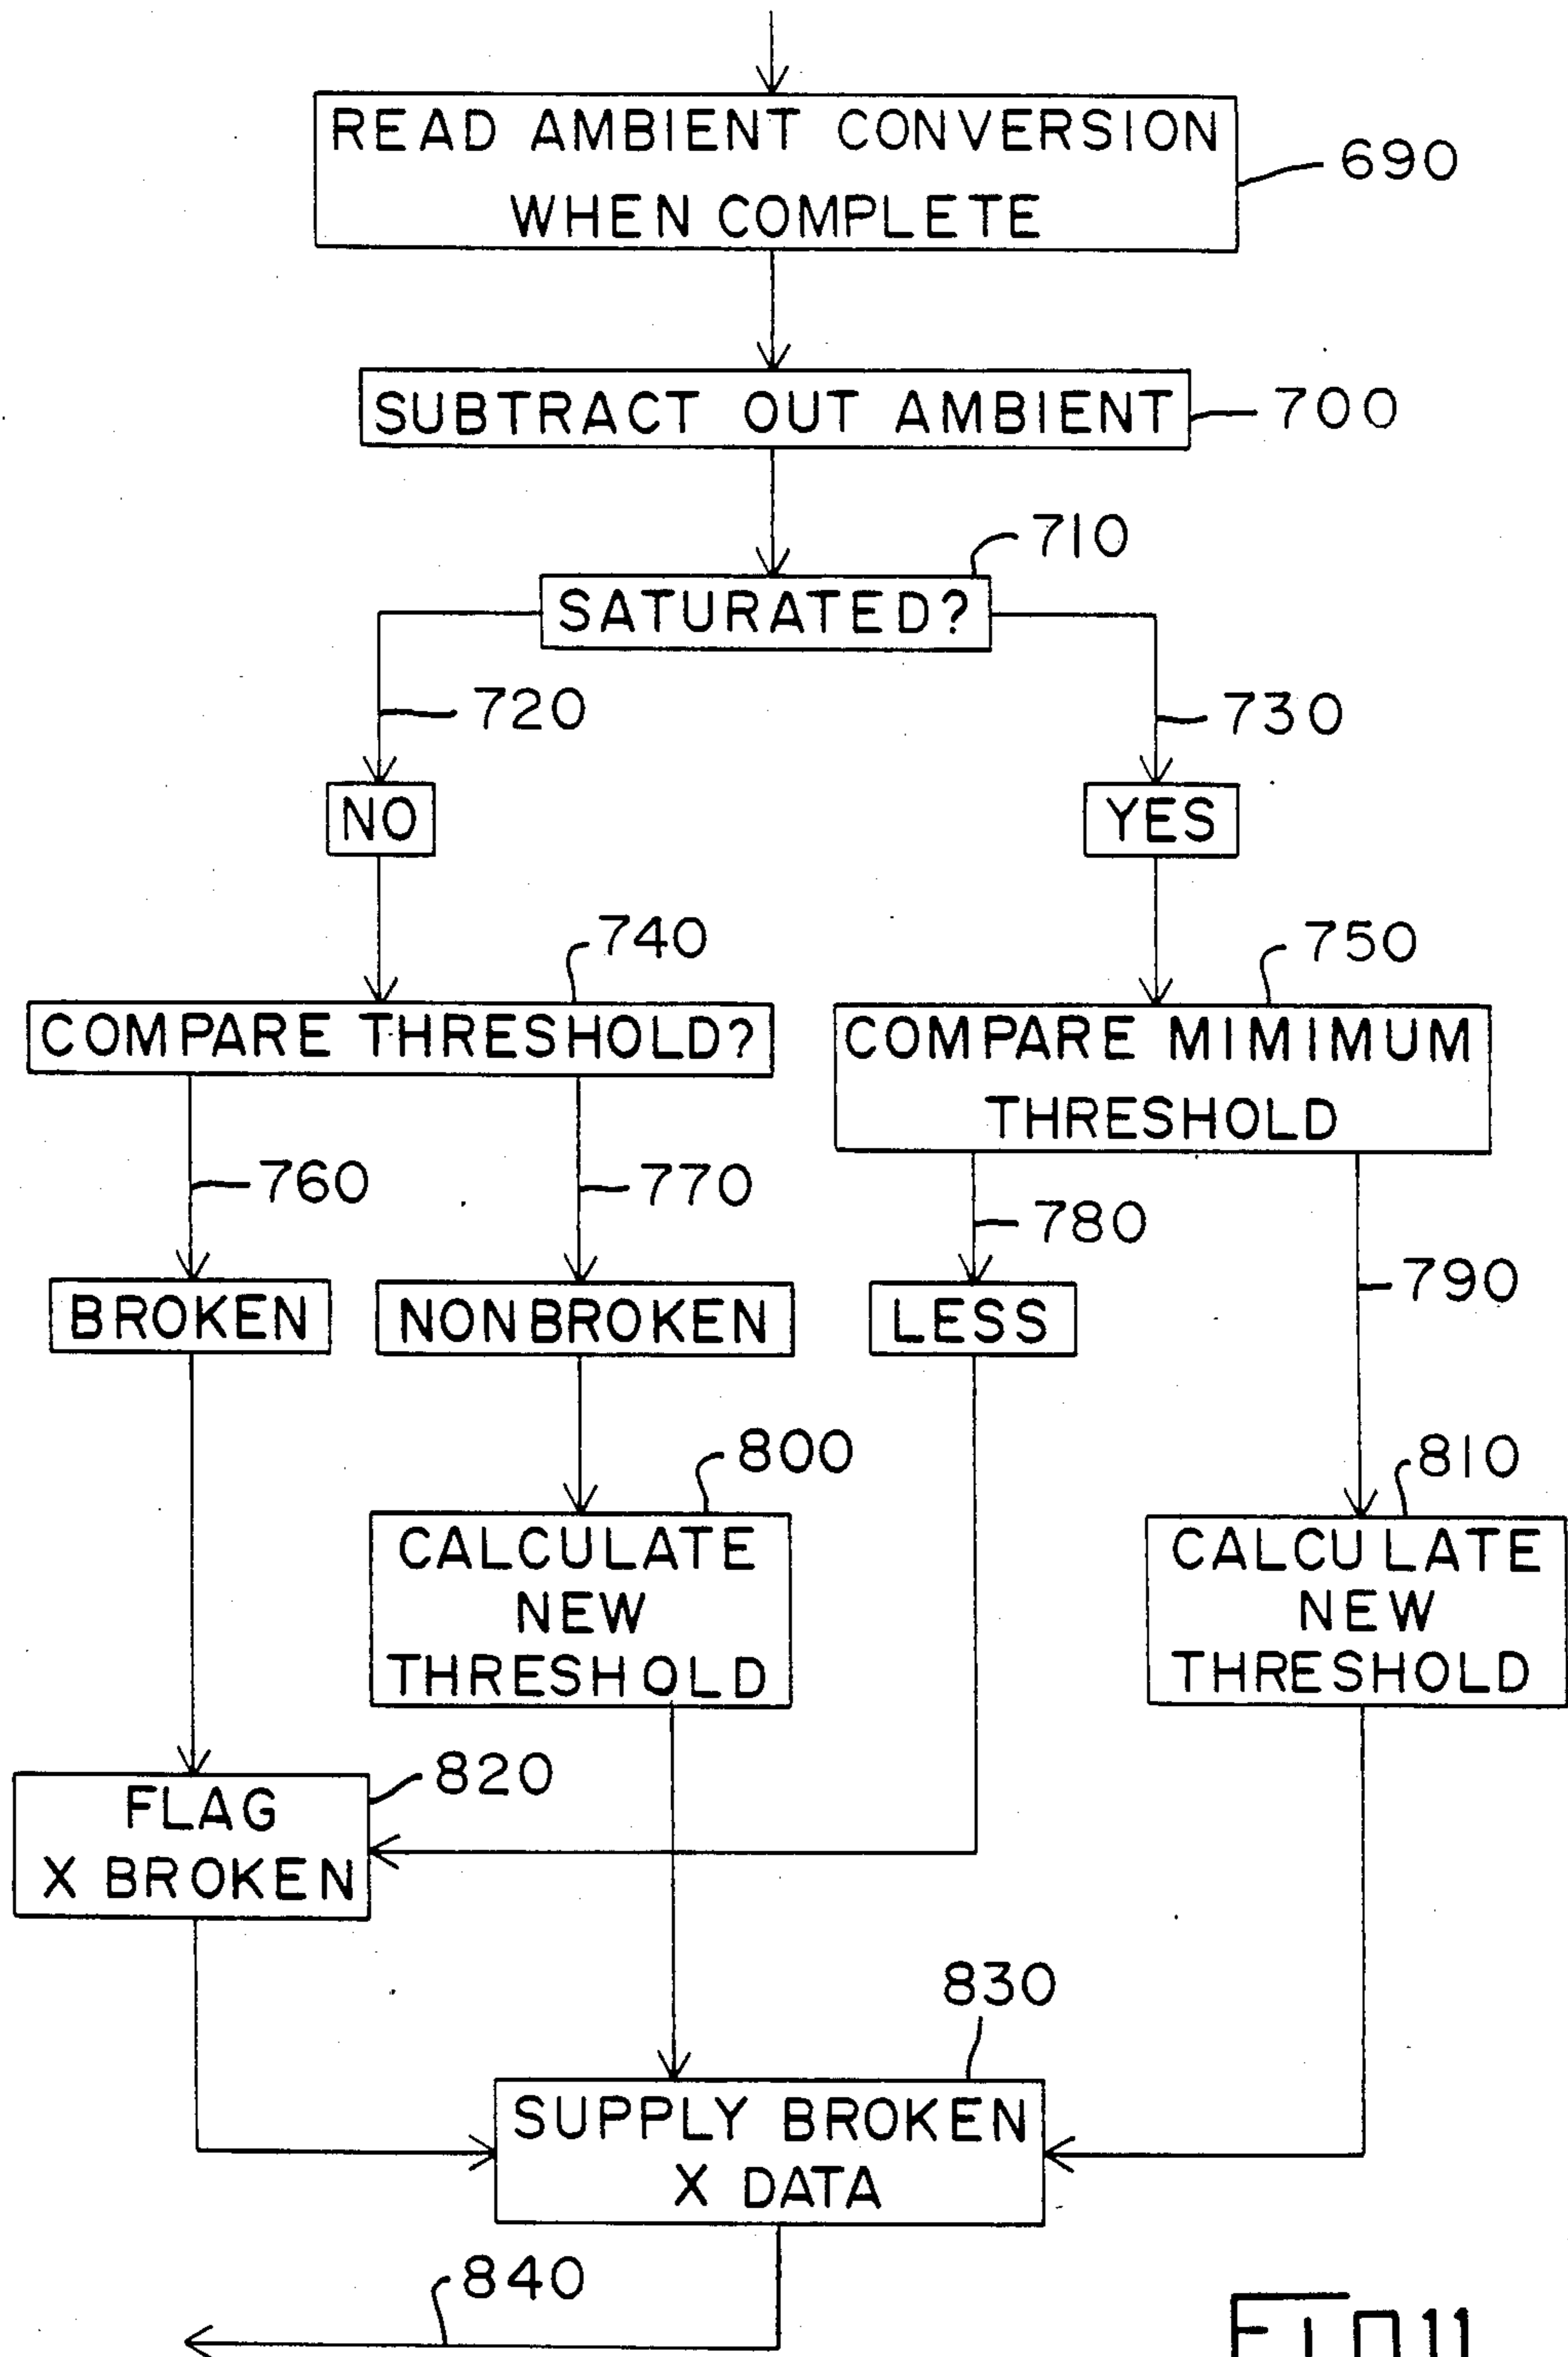 READ AMBIENT CONVERSION
WHEN COMPLETE
690
SUBTRACT OUT AMBIENT
700
710
SATURATED?
720
730
NO
YES
740
750
COMPARE THRESHOLD?
COMPARE MIMIMUM
THRESHOLD
760
770
780
790
BROKEN
NONBROKEN
LESS
800
810
CALCULATE
NEW
THRESHOLD
CALCULATE
NEW
THRESHOLD
820
FLAG
X BROKEN
830
SUPPLY BROKEN
X DATA
840